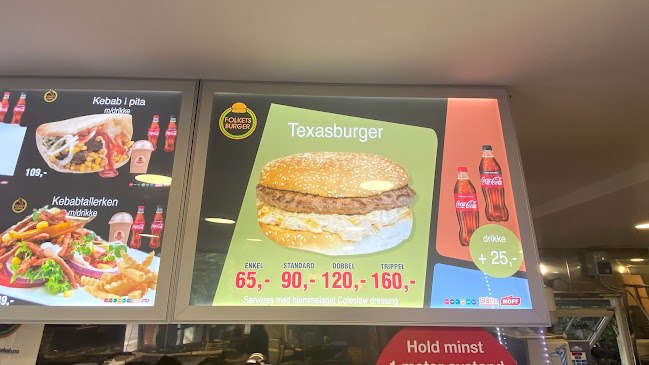 Kebab i pita
m/drikke
109,-
Kebabtallerken
m/drikke
9,-
FOLKETS
BURGER
Texasburger
ENKEL STANDARD DOBBEL TRIPPEL
65,- 90,- 120,- 160,-
Serveres med hjemmelaget Coleslaw dressing
Coca-Cola
Coca-Cola
drikke
+ 25,-
HOFF
Hold minst
1 meter avstand